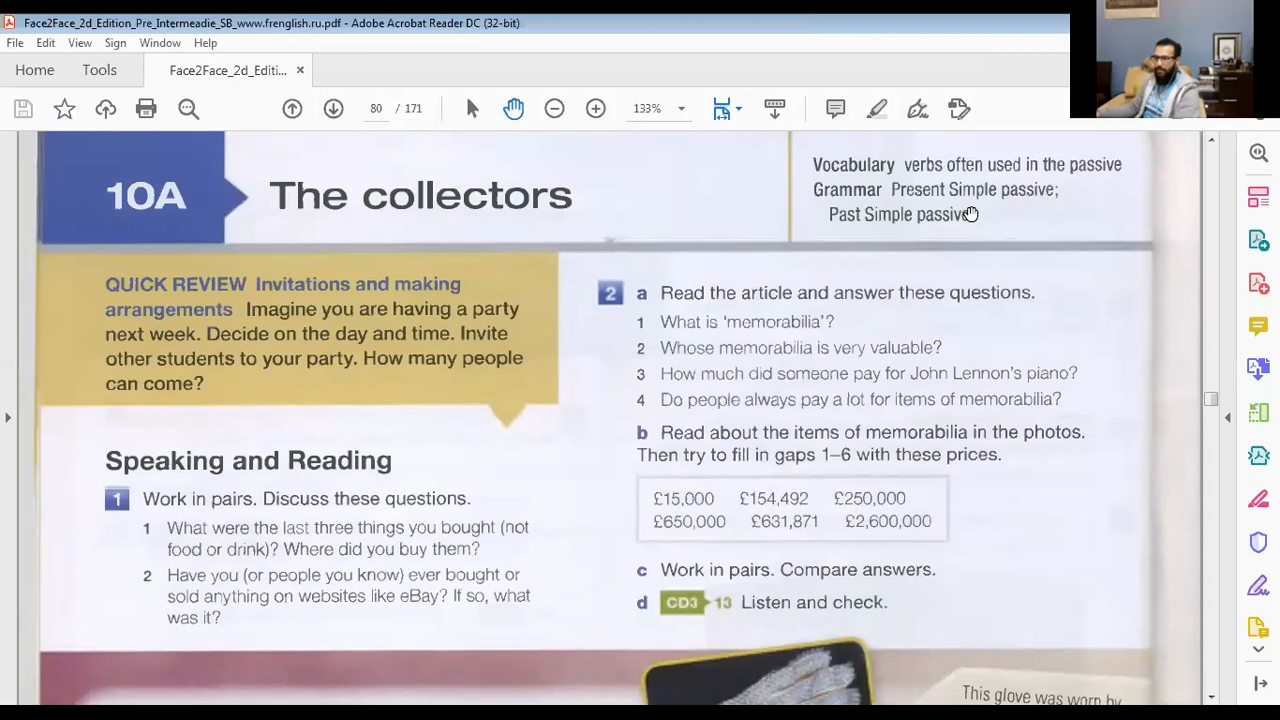 Face2Face_2d_Edition_Pre_Intermeadie_SB_www.frenglish.ru.pdf - Adobe Acrobat Reader DC (32-bit)
File Edit View Sign Window Help
Home Tools Face2Face_2d_Editi... ×
80 / 171 133%
10A The collectors
Vocabulary verbs often used in the passive
Grammar Present Simple passive;
Past Simple passive
QUICK REVIEW Invitations and making
arrangements Imagine you are having a party
next week. Decide on the day and time. Invite
other students to your party. How many people
can come?
Speaking and Reading
1 Work in pairs. Discuss these questions.
1 What were the last three things you bought (not
food or drink)? Where did you buy them?
2 Have you (or people you know) ever bought or
sold anything on websites like eBay? If so, what
was it?
2 a Read the article and answer these questions.
1 What is ‘memorabilia’?
2 Whose memorabilia is very valuable?
3 How much did someone pay for John Lennon's piano?
4 Do people always pay a lot for items of memorabilia?
b Read about the items of memorabilia in the photos.
Then try to fill in gaps 1–6 with these prices.
£15,000 £154,492 £250,000
£650,000 £631,871 £2,600,000
c Work in pairs. Compare answers.
d CD3 13 Listen and check.
This glove was worn by